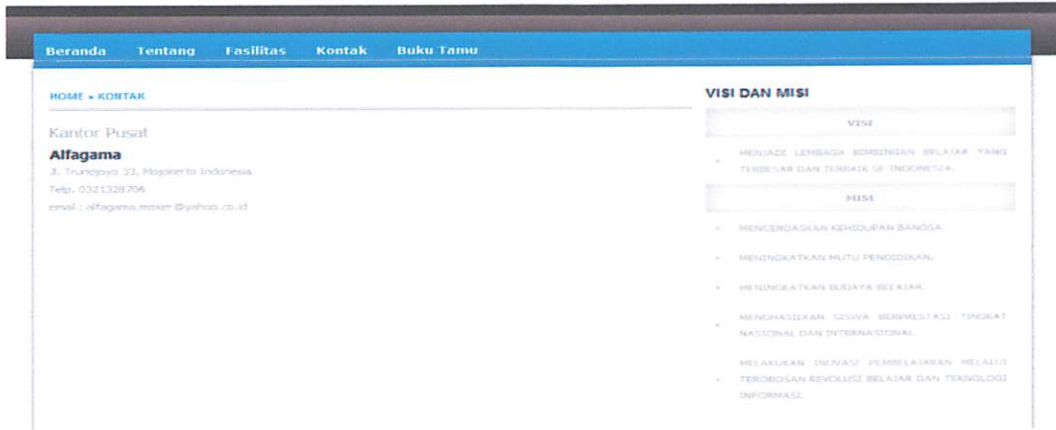 Beranda Tentang Fasilitas Kontak Buku Tamu
HOME » KONTAK
Kantor Pusat
Alfagama
Jl. Trunojoyo 33, Mojokerto Indonesia
Telp. 0321328706
email : @yahoo.co.id
VISI DAN MISI
VISI
MENJADI LEMBAGA BIMBINGAN BELAJAR YANG
TERBESAR DAN TERBAIK SE-INDONESIA.
MISI
MENCERDASKAN KEHIDUPAN BANGSA.
MENINGKATKAN MUTU PENDIDIKAN.
MENINGKATKAN BUDAYA BELAJAR.
MENGHASILKAN SISWA BERPRESTASI TINGKAT
NASIONAL DAN INTERNASIONAL.
MELAKUKAN INOVASI PEMBELAJARAN MELALUI
TEROBOSAN REVOLUSI BELAJAR DAN TEKNOLOGI
INFORMASI.